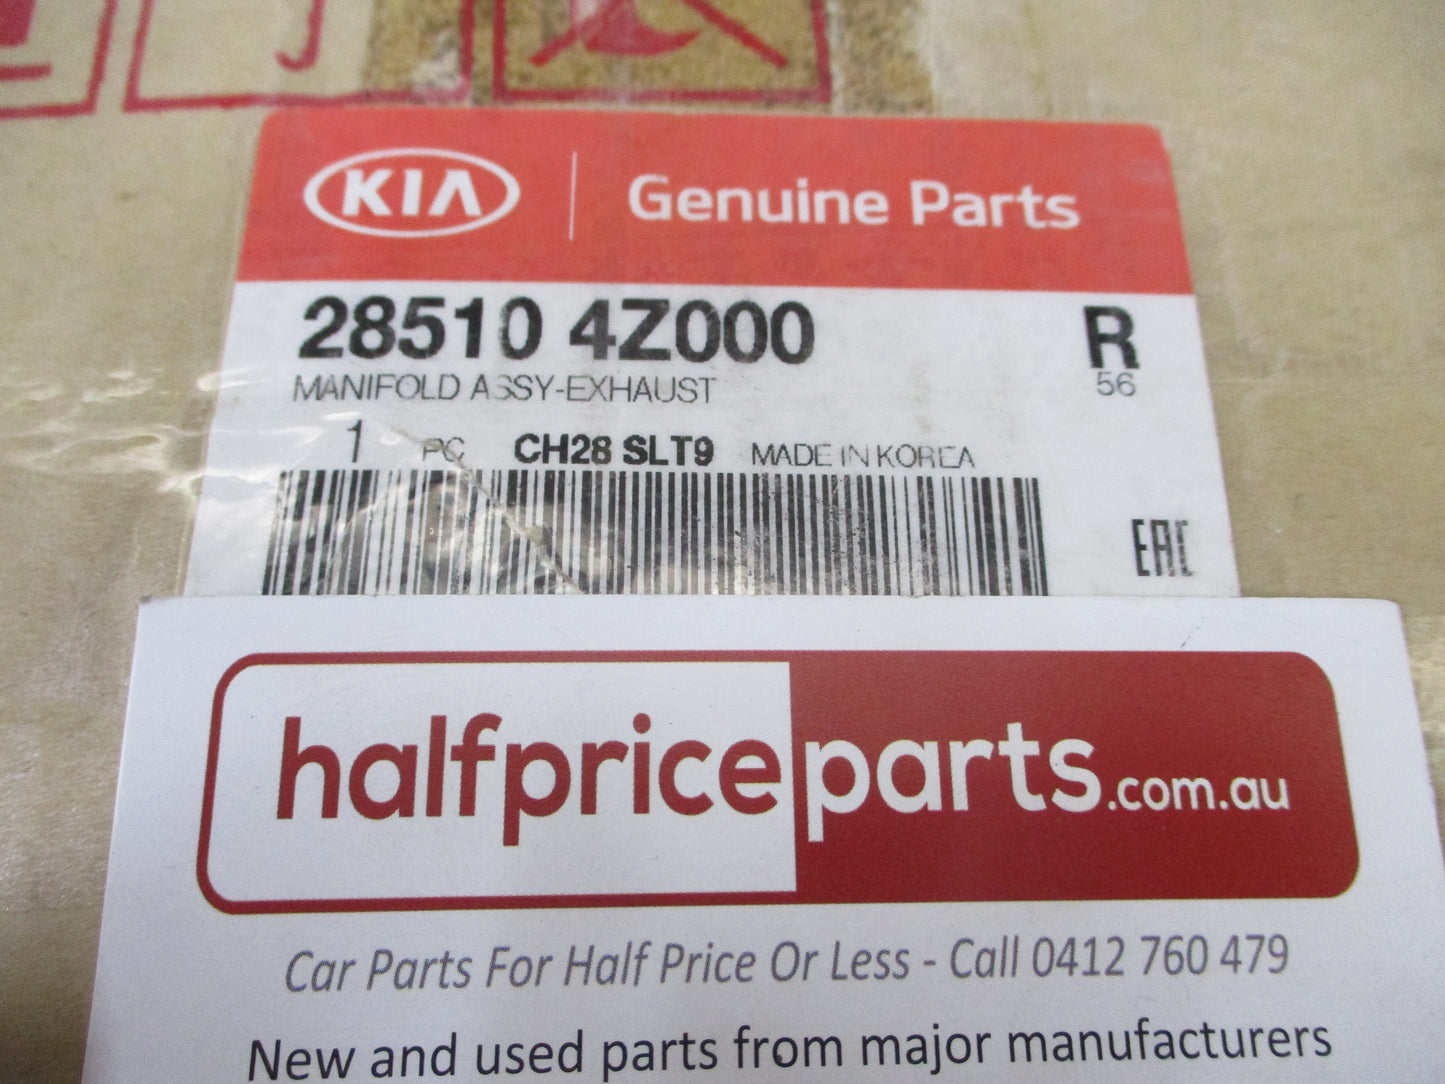 KIA Genuine Parts
28510 4Z000 R
MANIFOLD ASSY-EXHAUST 56
1 PC CH28 SLT9 MADE IN KOREA
EAC
halfpriceparts.com.au
Car Parts For Half Price Or Less - Call 0412 760 479
New and used parts from major manufacturers